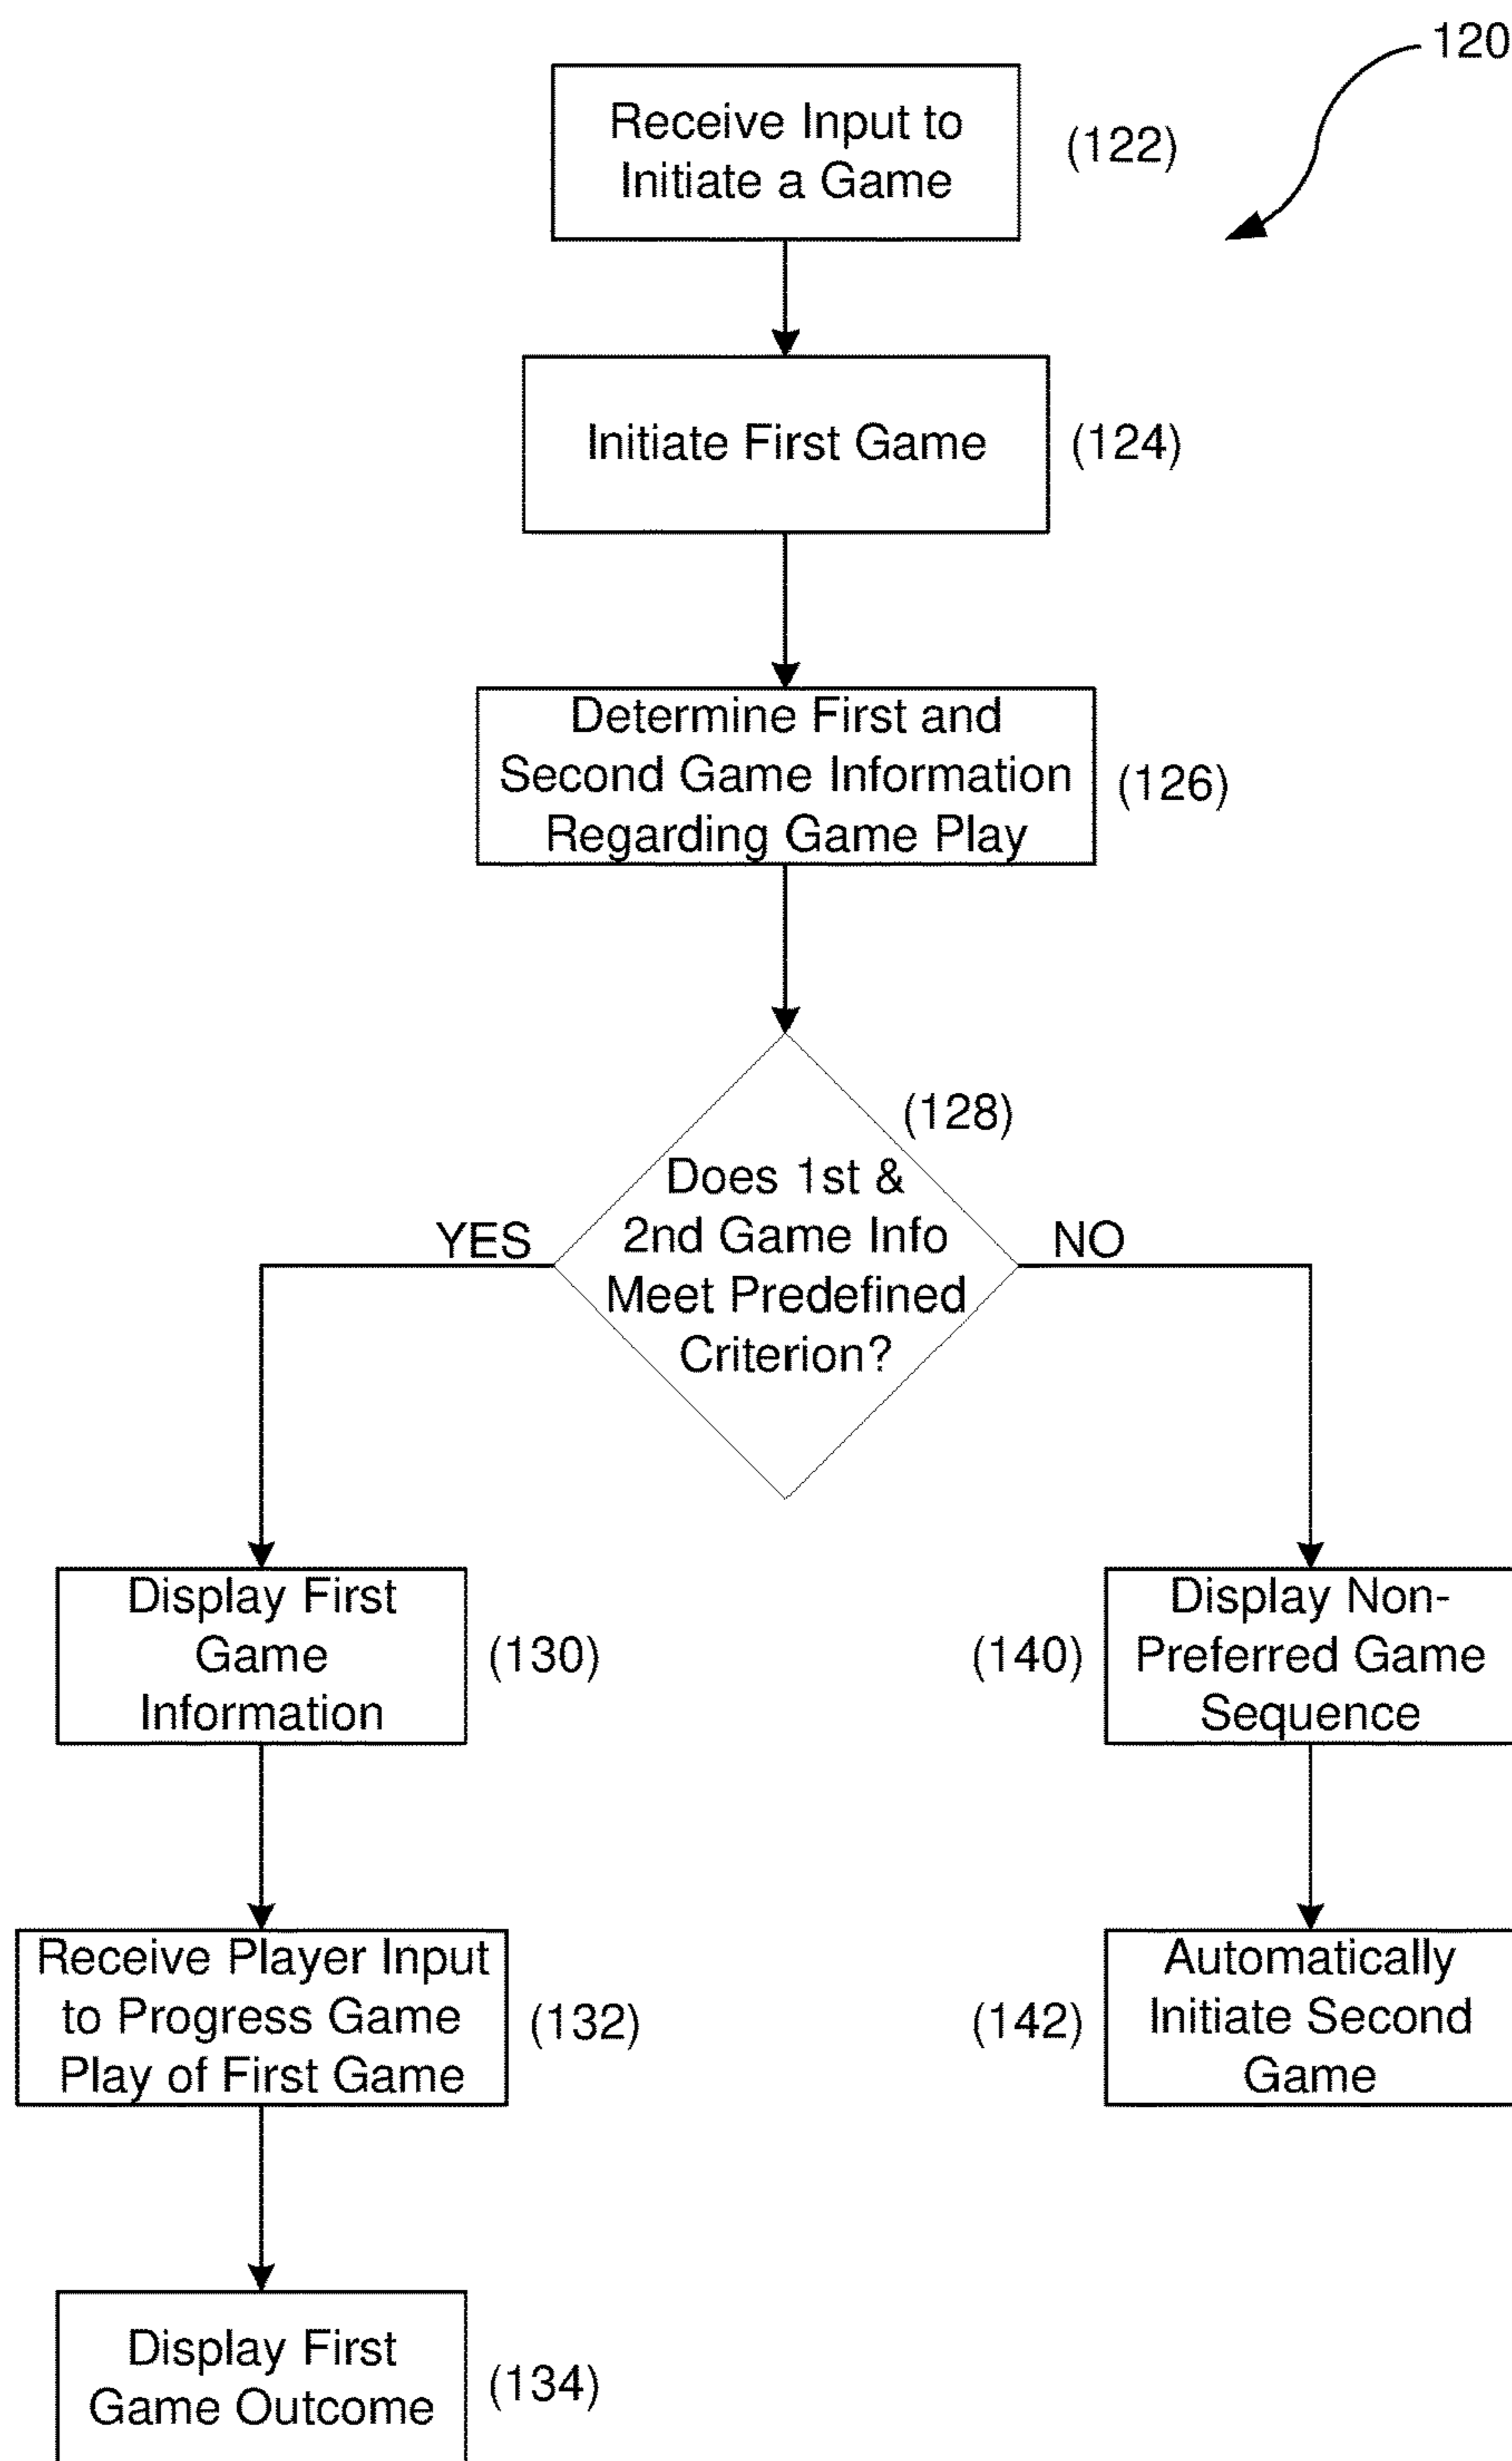 120
Receive Input to
Initiate a Game
(122)
Initiate First Game
(124)
Determine First and
Second Game Information
Regarding Game Play
(126)
(128)
Does 1st &
2nd Game Info
Meet Predefined
Criterion?
YES
NO
Display First
Game
Information
(130)
(140)
Display Non-
Preferred Game
Sequence
Receive Player Input
to Progress Game
Play of First Game
(132)
(142)
Automatically
Initiate Second
Game
Display First
Game Outcome
(134)